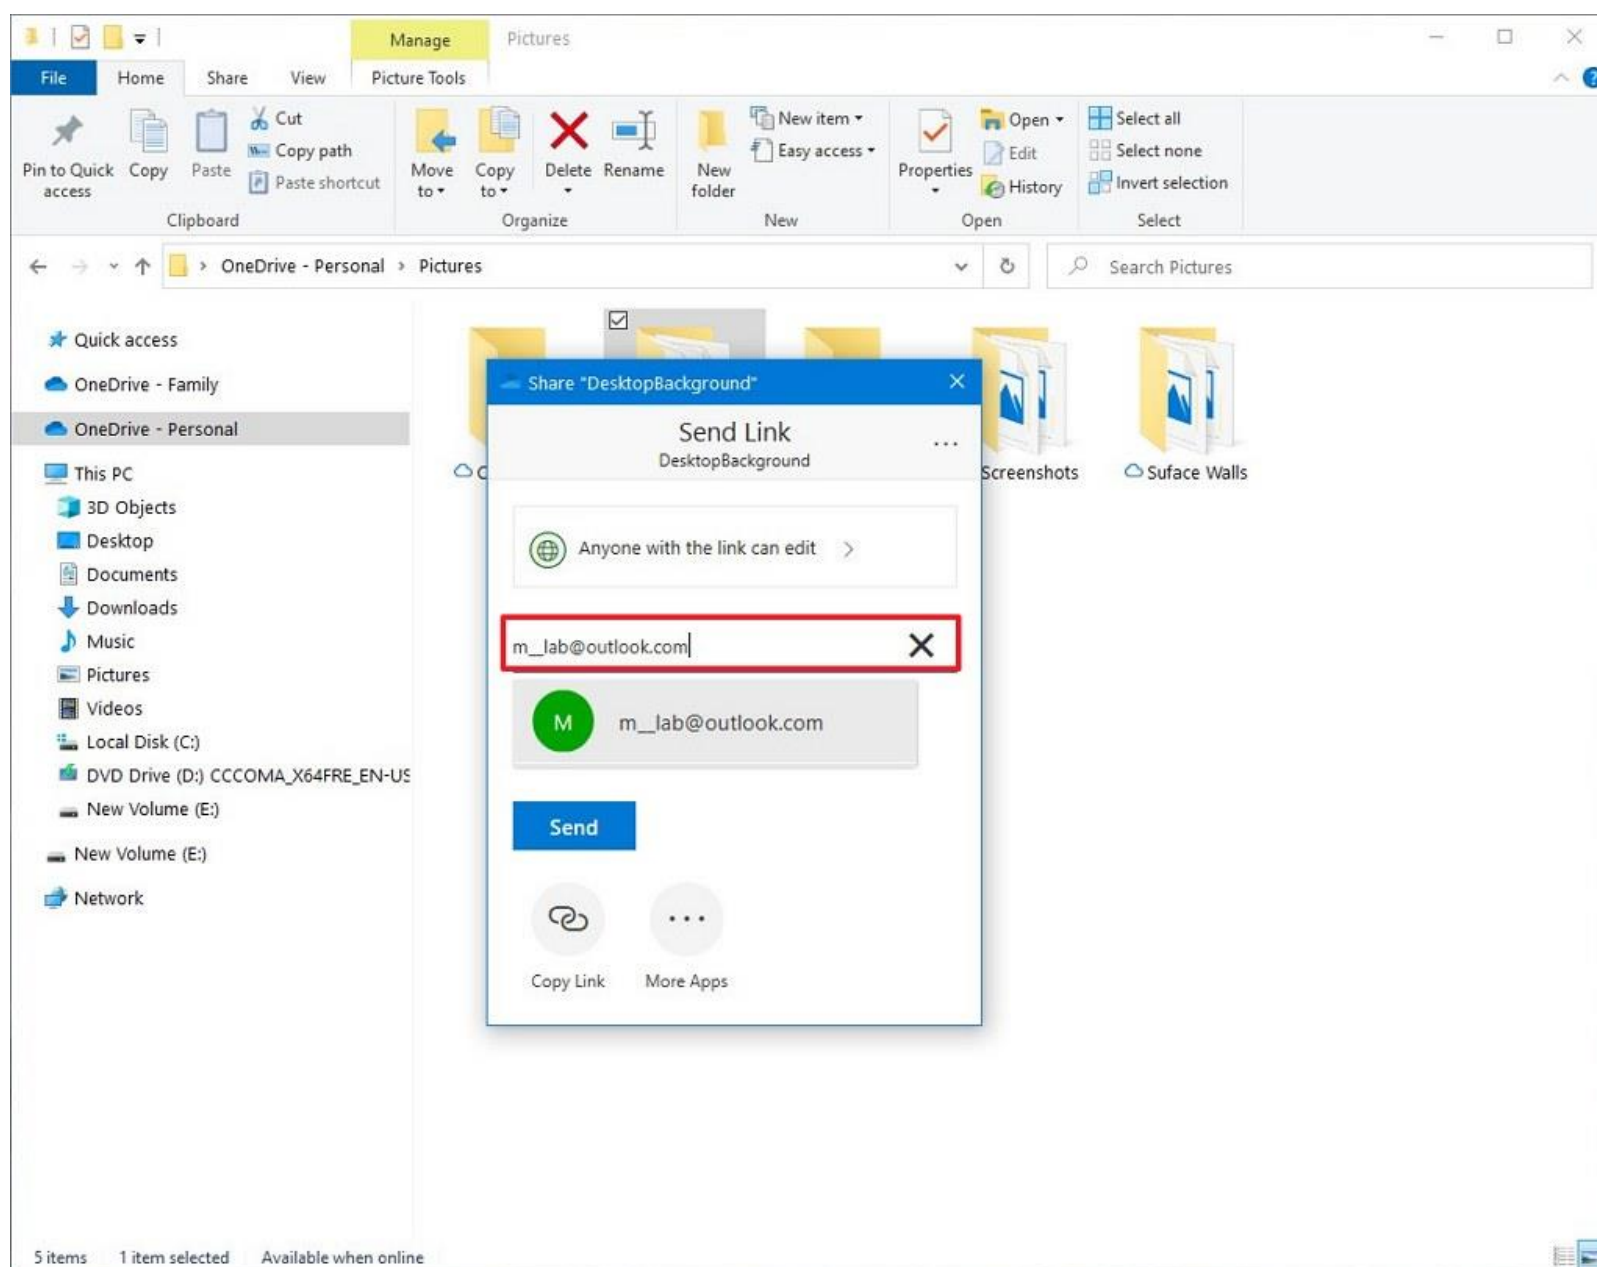 Manage
Pictures
File
Home
Share
View
Picture Tools
Pin to Quick access
Copy
Paste
Cut
Copy path
Paste shortcut
Clipboard
Move to
Copy to
Delete
Rename
Organize
New folder
New item
Easy access
New
Properties
Open
Edit
History
Open
Select all
Select none
Invert selection
Select
OneDrive - Personal
Pictures
Search Pictures
Quick access
OneDrive - Family
OneDrive - Personal
This PC
3D Objects
Desktop
Documents
Downloads
Music
Pictures
Videos
Local Disk (C:)
DVD Drive (D:) CCCOMA_X64FRE_EN-US
New Volume (E:)
New Volume (E:)
Network
Screenshots
Suface Walls
Share "DesktopBackground"
Send Link
DesktopBackground
Anyone with the link can edit
m__lab@outlook.com
M
m__lab@outlook.com
Send
Copy Link
More Apps
5 items
1 item selected
Available when online